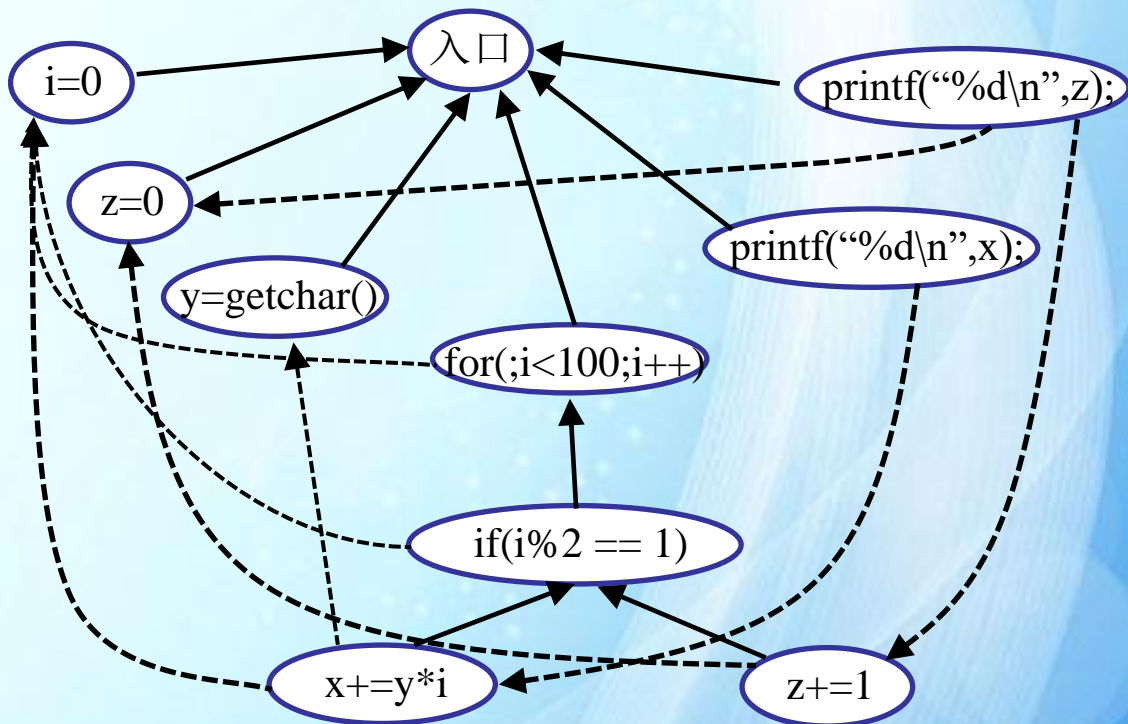 入口
i=0
printf(“%d\n”,z);
z=0
printf(“%d\n”,x);
y=getchar()
for(;i<100;i++)
if(i%2 == 1)
x+=y*i
z+=1